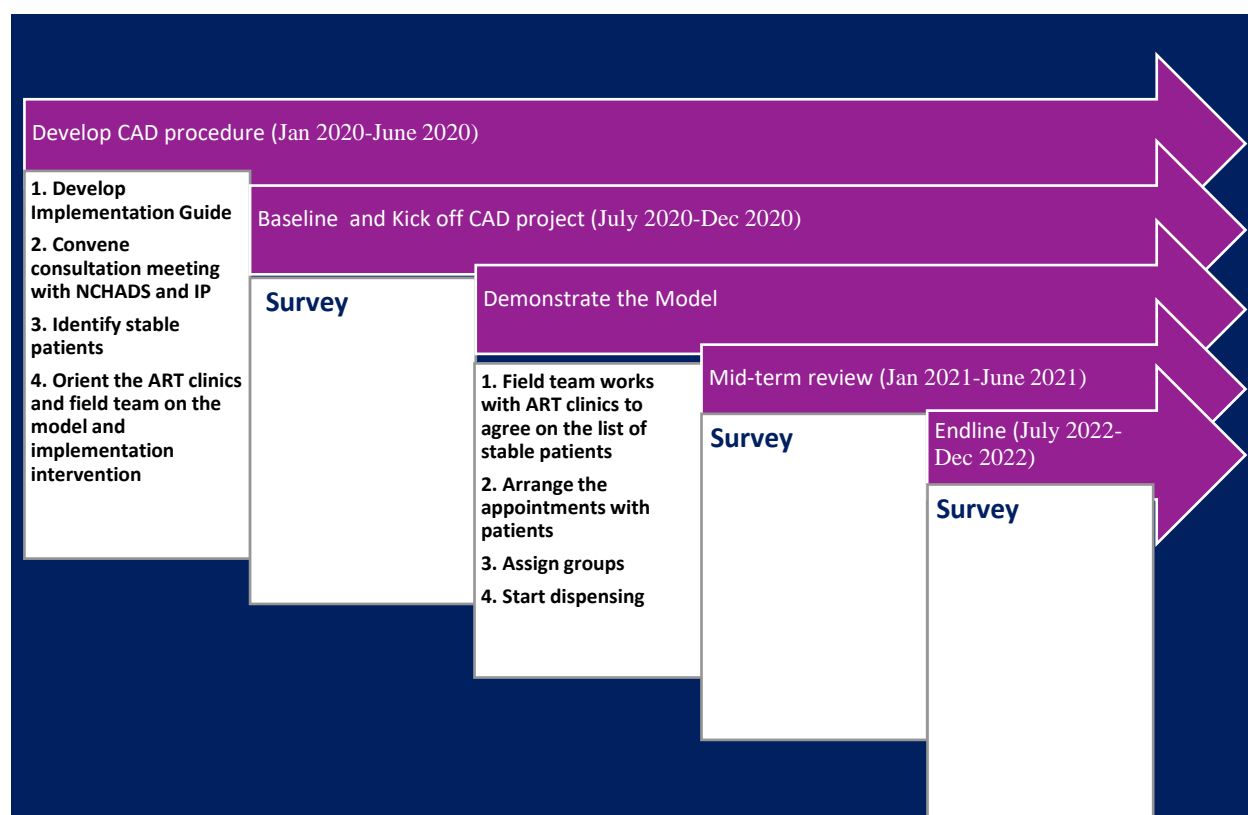 Develop CAD procedure (Jan 2020-June 2020)
1. Develop
Implementation Guide
2. Convene
consultation meeting
with NCHADS and IP
3. Identify stable
patients
4. Orient the ART clinics
and field team on the
model and
implementation
intervention
Baseline  and Kick off CAD project (July 2020-Dec 2020)
Survey
Demonstrate the Model
1. Field team works
with ART clinics to
agree on the list of
stable patients
2. Arrange the
appointments with
patients
3. Assign groups
4. Start dispensing
Mid-term review (Jan 2021-June 2021)
Survey
Endline (July 2022-
Dec 2022)
Survey